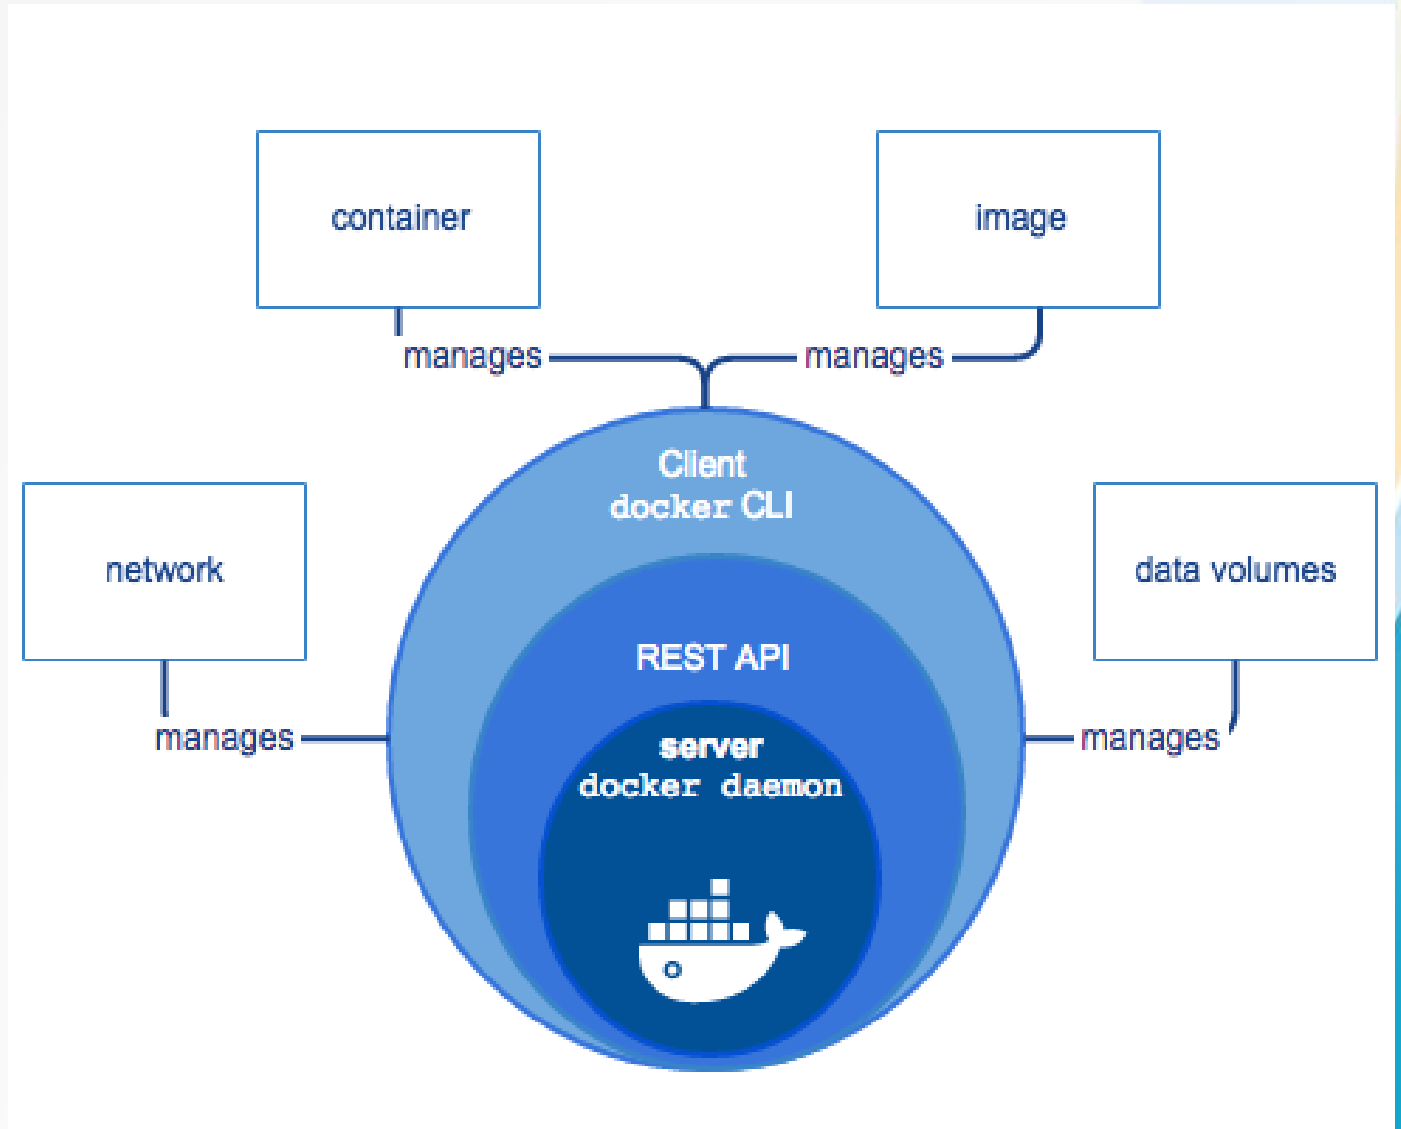 container
image
manages
manages
Client
docker CLI
network
data volumes
REST API
manages
server
docker daemon
manages